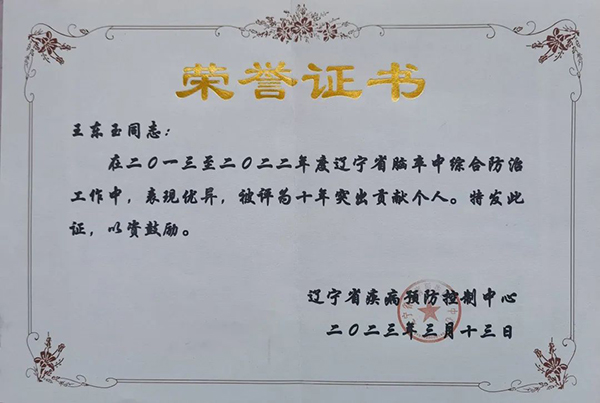 荣誉证书
王东玉同志：
在二〇一三至二〇二二年度辽宁省脑卒中综合防治
工作中，表现优异，被评为十年突出贡献个人。特发此
证，以资鼓励。
辽宁省疾病预防控制中心
二〇二三年三月十三日